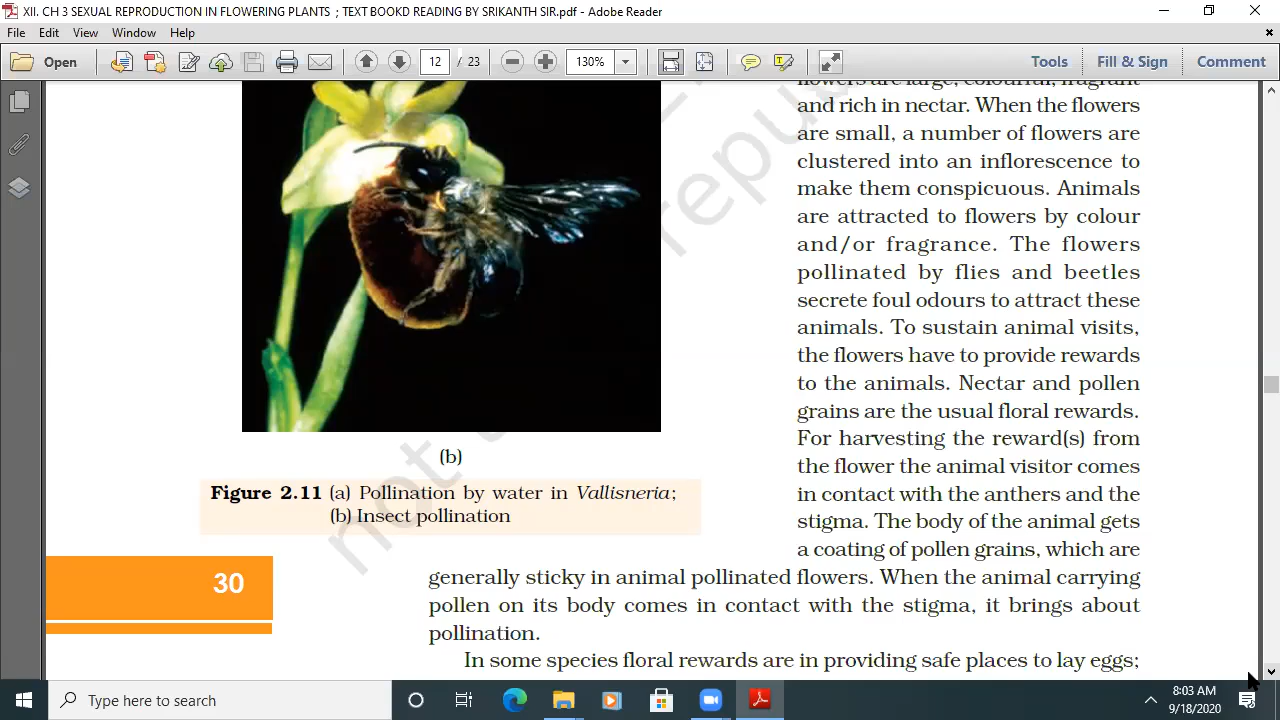 XII. CH 3 SEXUAL REPRODUCTION IN FLOWERING PLANTS ; TEXT BOOKD READING BY SRIKANTH SIR.pdf - Adobe Reader
File Edit View Window Help
Open 12 / 23 130% Tools Fill & Sign Comment
flowers are large, colourful, fragrant
and rich in nectar. When the flowers
are small, a number of flowers are
clustered into an inflorescence to
make them conspicuous. Animals
are attracted to flowers by colour
and/or fragrance. The flowers
pollinated by flies and beetles
secrete foul odours to attract these
animals. To sustain animal visits,
the flowers have to provide rewards
to the animals. Nectar and pollen
grains are the usual floral rewards.
For harvesting the reward(s) from
the flower the animal visitor comes
in contact with the anthers and the
stigma. The body of the animal gets
a coating of pollen grains, which are
generally sticky in animal pollinated flowers. When the animal carrying
pollen on its body comes in contact with the stigma, it brings about
pollination.
In some species floral rewards are in providing safe places to lay eggs;
(b)
Figure 2.11 (a) Pollination by water in Vallisneria;
(b) Insect pollination
30
not
republ
Type here to search
8:03 AM
9/18/2020